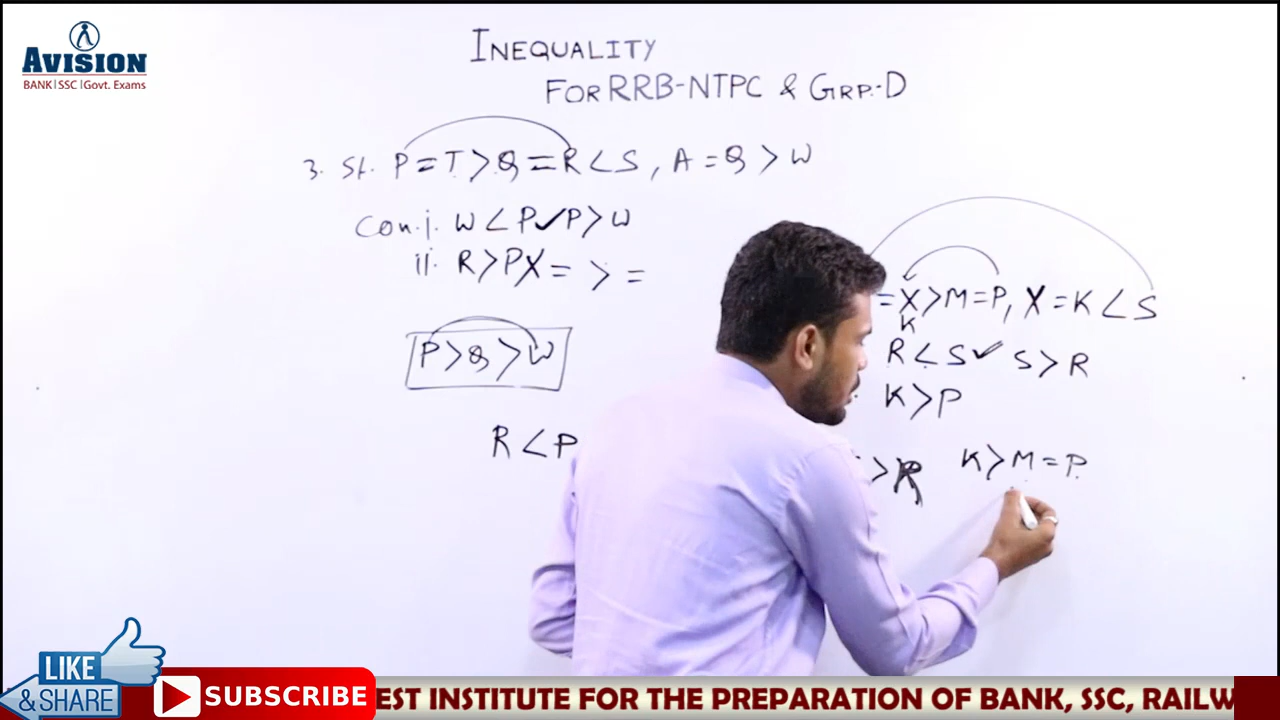 AVISION
BANK|SSC|Govt. Exams
INEQUALITY
FOR RRB-NTPC & GRP.-D
3. St. P = T > Q = R < S, A = Q > W
Con. i. W < P ✓ P > W
ii. R > P X = > =
P > Q > W
R < P
= X > M = P, X = K < S
K
R < S ✓ S > R
K > P
> R
K > M = P
LIKE
& SHARE
SUBSCRIBE
EST INSTITUTE FOR THE PREPARATION OF BANK, SSC, RAILW